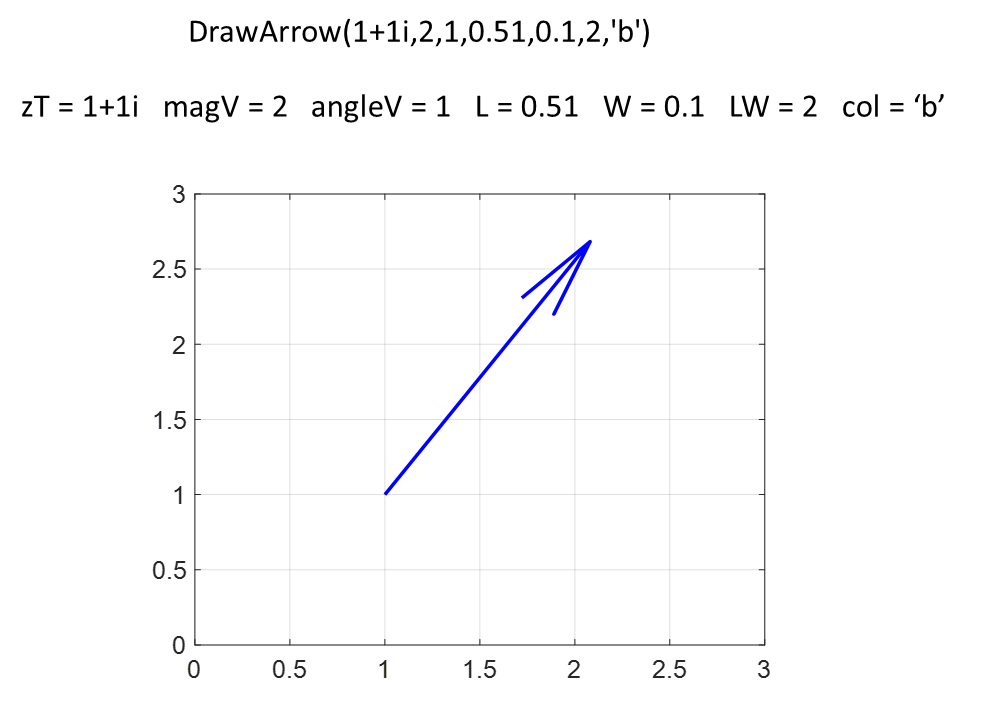 DrawArrow(1+1i,2,1,0.51,0.1,2,'b')
zT = 1+1i magV = 2 angleV = 1 L = 0.51 W = 0.1 LW = 2 col = ‘b’
3
2.5
2
1.5
1
0.5
0
0 0.5 1 1.5 2 2.5 3